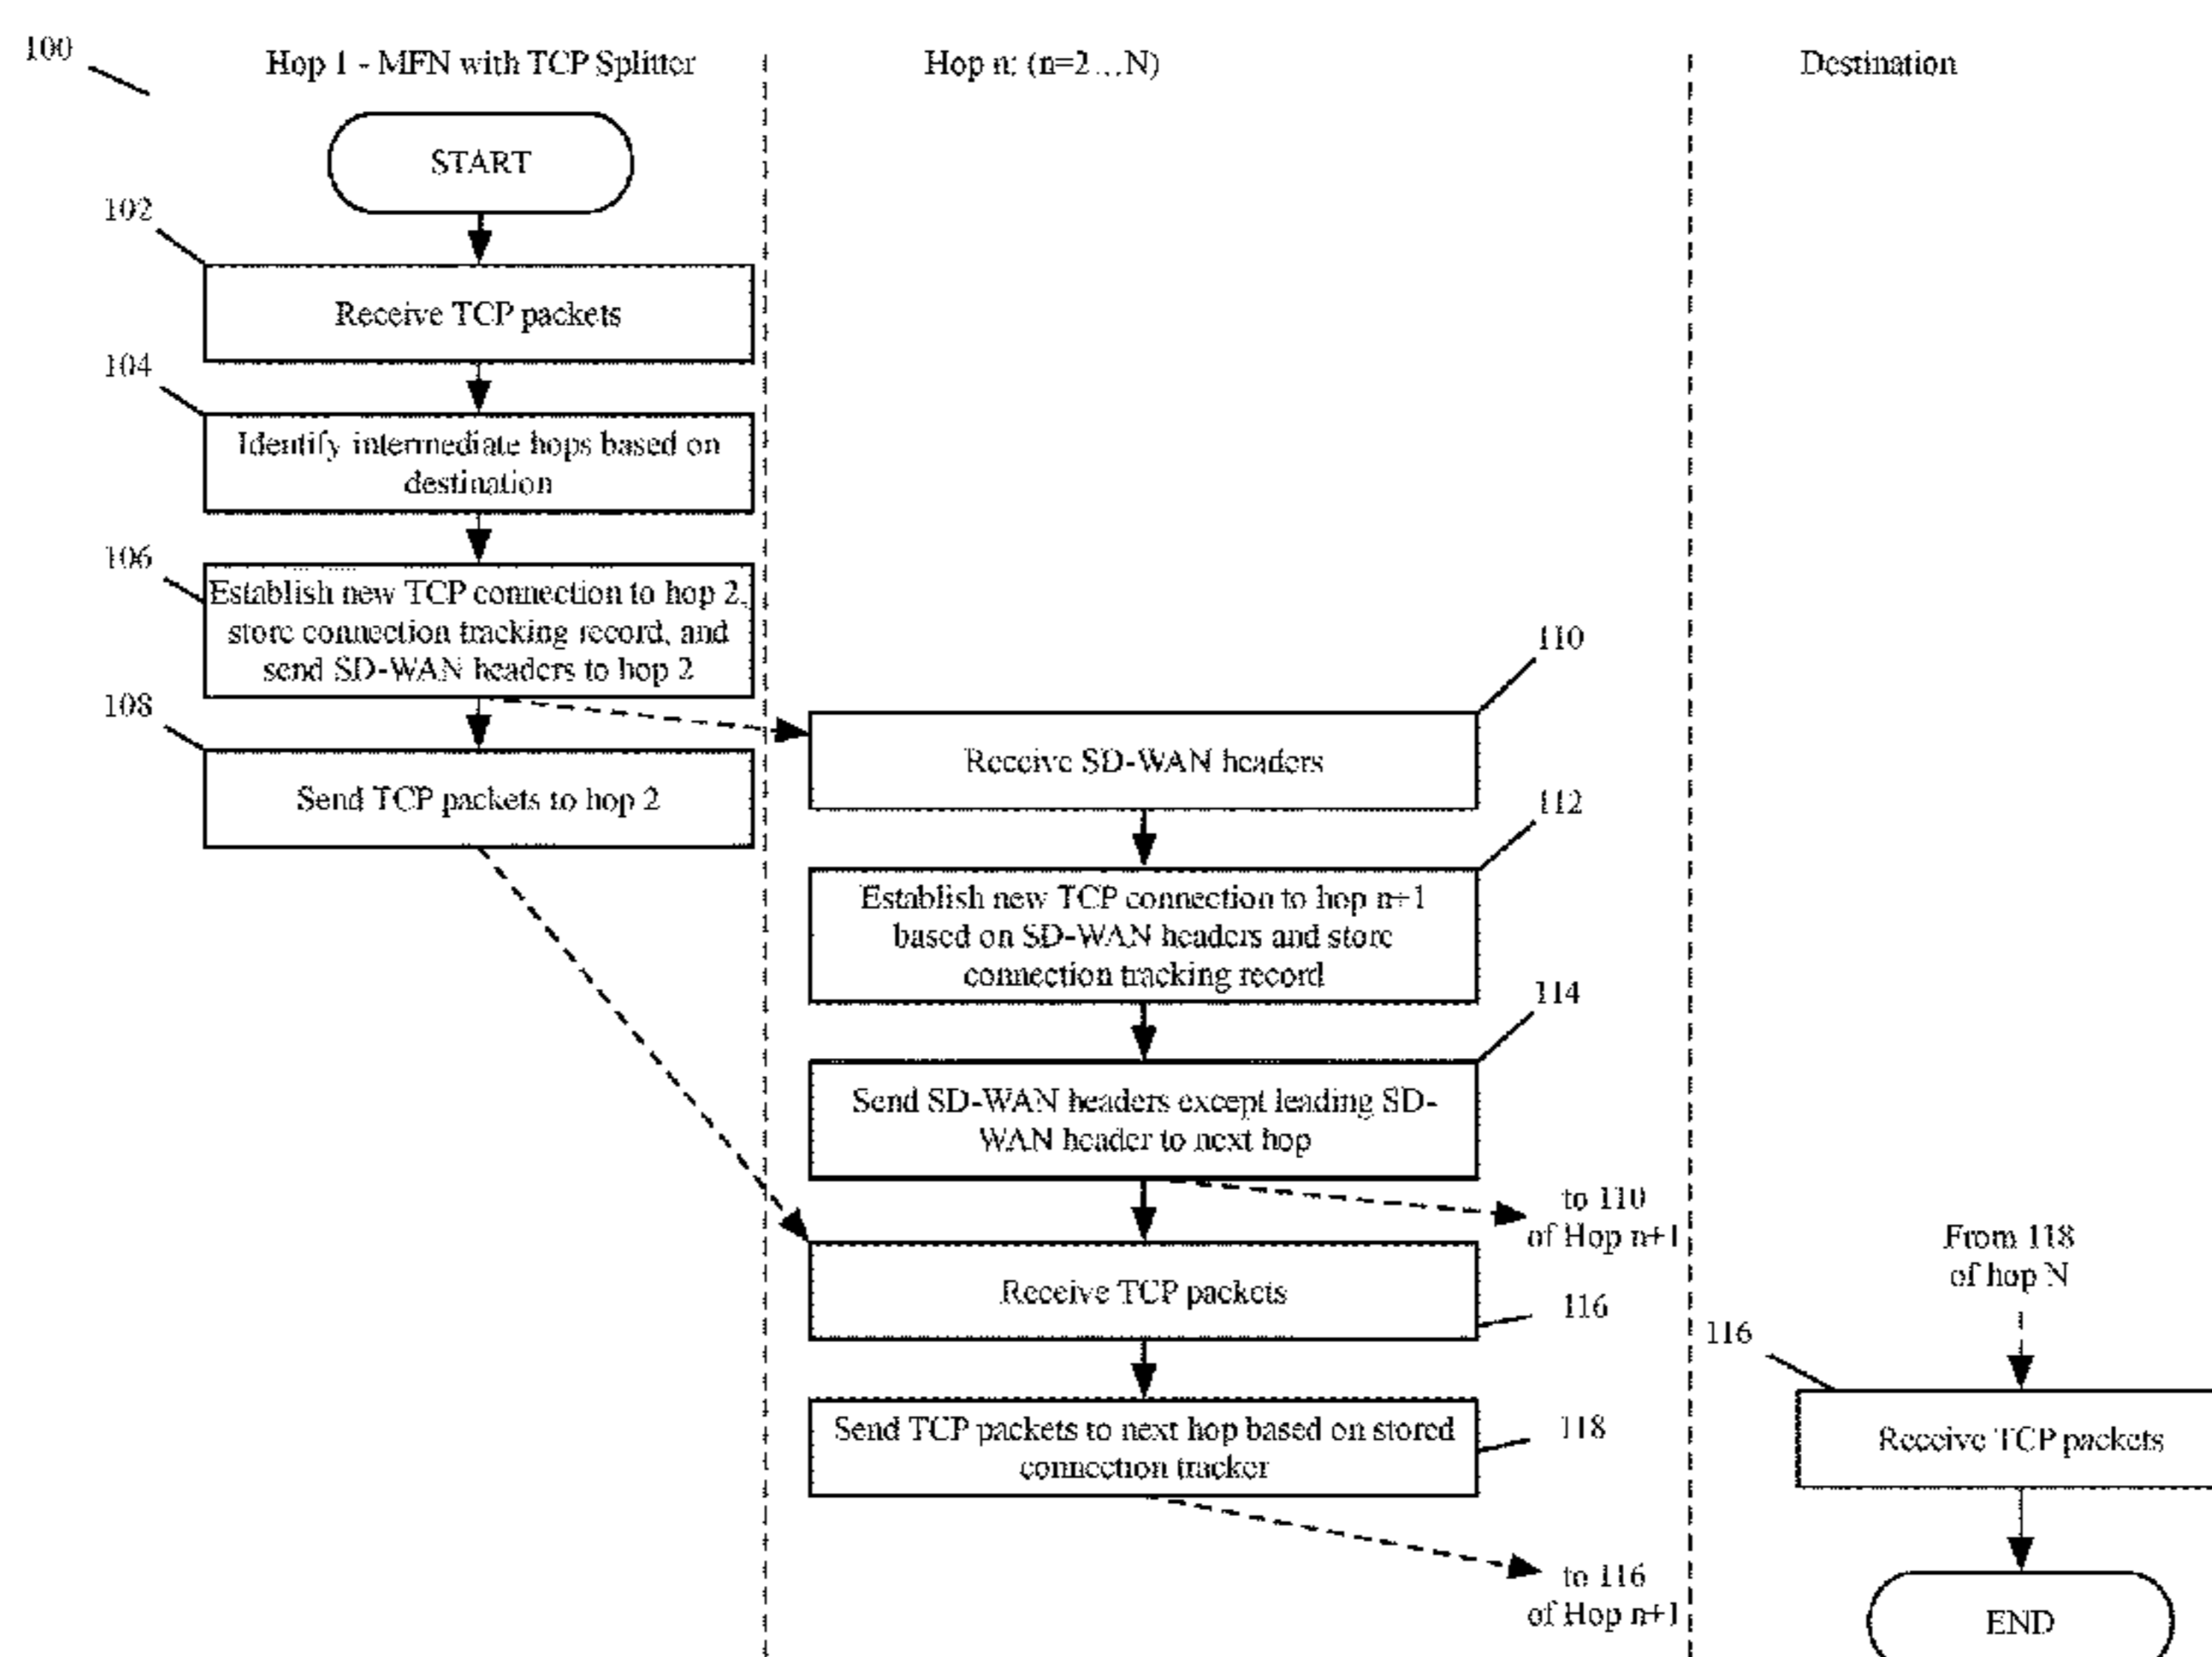 100
Hop 1 - MFN with TCP Splitter
START
102
Receive TCP packets
104
Identify intermediate hops based on
destination
106
Establish new TCP connection to hop 2,
store connection tracking record, and
send SD-WAN headers to hop 2
108
Send TCP packets to hop 2
Hop n: (n=2...N)
110
Receive SD-WAN headers
112
Establish new TCP connection to hop n+1
based on SD-WAN headers and store
connection tracking record
114
Send SD-WAN headers except leading SD-
WAN header to next hop
to 110
of Hop n+1
Receive TCP packets
116
Send TCP packets to next hop based on stored
connection tracker
118
to 116
of Hop n+1
Destination
From 118
of hop N
116
Receive TCP packets
END